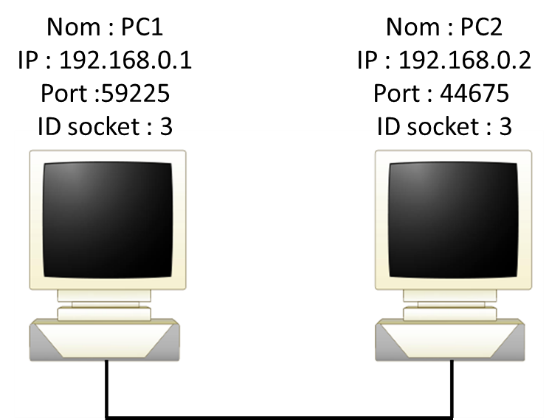 Nom : PC1
IP : 192.168.0.1
Port :59225
ID socket : 3
Nom : PC2
IP : 192.168.0.2
Port : 44675
ID socket : 3